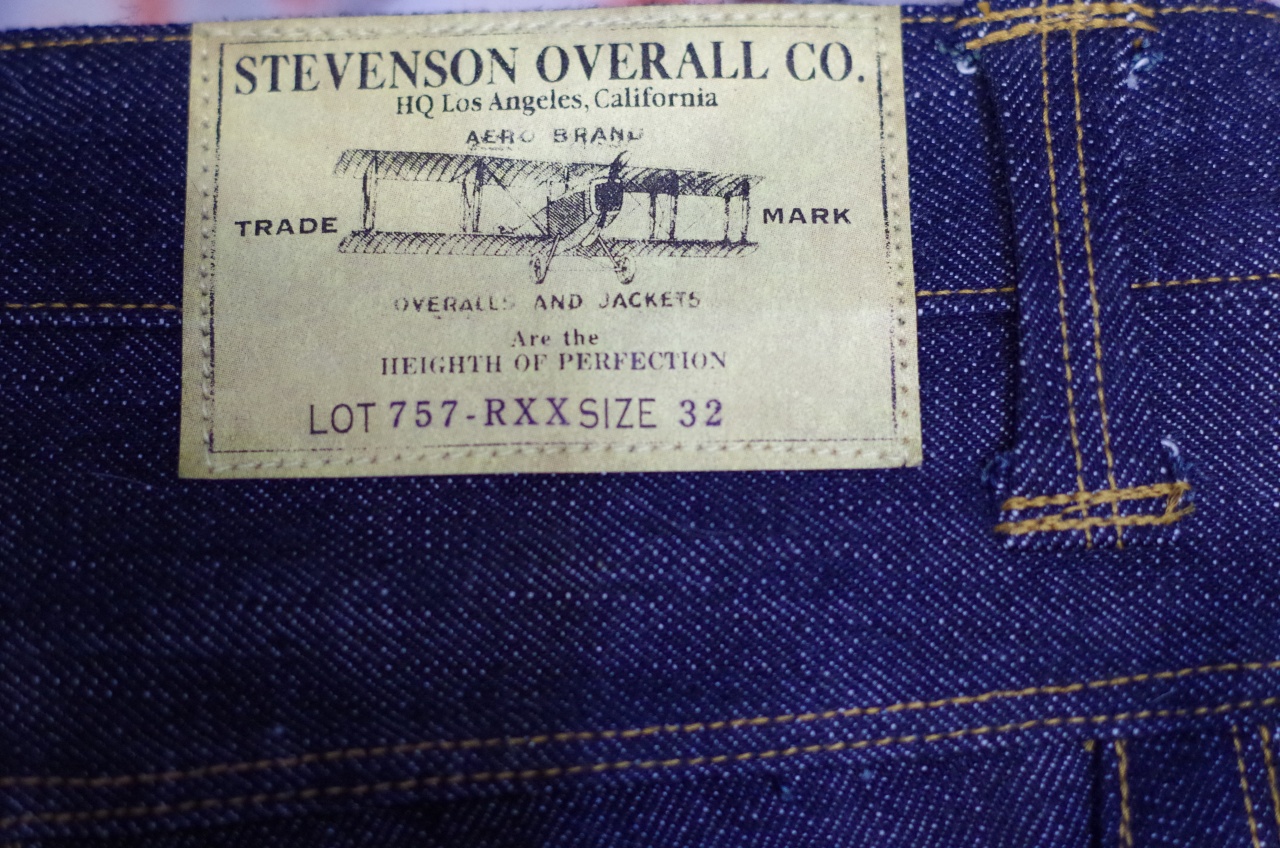 STEVENSON OVERALL CO.
HQ Los Angeles, California
AERO BRAND
TRADE MARK
OVERALLS AND JACKETS
Are the
HEIGHTH OF PERFECTION
LOT 757-RXX SIZE 32